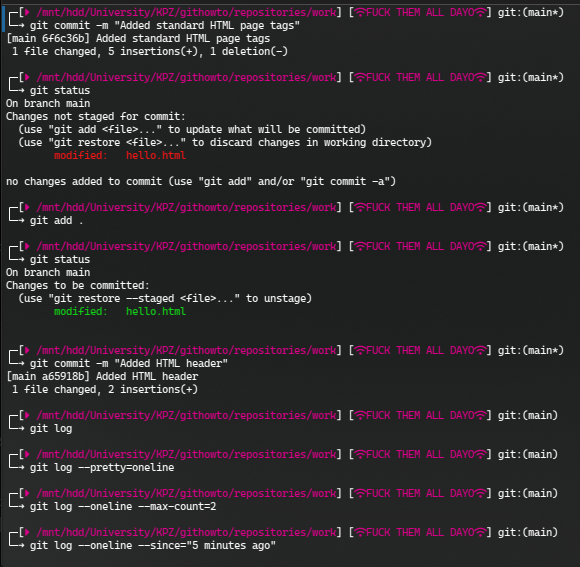 ┌─[ /mnt/hdd/University/KPZ/githowto/repositories/work] [FUCK THEM ALL DAYO] git:(main*)
└─→ git commit -m "Added standard HTML page tags"
[main 6f6c36b] Added standard HTML page tags
 1 file changed, 5 insertions(+), 1 deletion(-)
┌─[ /mnt/hdd/University/KPZ/githowto/repositories/work] [FUCK THEM ALL DAYO] git:(main*)
└─→ git status
On branch main
Changes not staged for commit:
  (use "git add <file>..." to update what will be committed)
  (use "git restore <file>..." to discard changes in working directory)
        modified:   hello.html
no changes added to commit (use "git add" and/or "git commit -a")
┌─[ /mnt/hdd/University/KPZ/githowto/repositories/work] [FUCK THEM ALL DAYO] git:(main*)
└─→ git add .
┌─[ /mnt/hdd/University/KPZ/githowto/repositories/work] [FUCK THEM ALL DAYO] git:(main*)
└─→ git status
On branch main
Changes to be committed:
  (use "git restore --staged <file>..." to unstage)
        modified:   hello.html
┌─[ /mnt/hdd/University/KPZ/githowto/repositories/work] [FUCK THEM ALL DAYO] git:(main*)
└─→ git commit -m "Added HTML header"
[main a65918b] Added HTML header
 1 file changed, 2 insertions(+)
┌─[ /mnt/hdd/University/KPZ/githowto/repositories/work] [FUCK THEM ALL DAYO] git:(main)
└─→ git log
┌─[ /mnt/hdd/University/KPZ/githowto/repositories/work] [FUCK THEM ALL DAYO] git:(main)
└─→ git log --pretty=oneline
┌─[ /mnt/hdd/University/KPZ/githowto/repositories/work] [FUCK THEM ALL DAYO] git:(main)
└─→ git log --oneline --max-count=2
┌─[ /mnt/hdd/University/KPZ/githowto/repositories/work] [FUCK THEM ALL DAYO] git:(main)
└─→ git log --oneline --since="5 minutes ago"